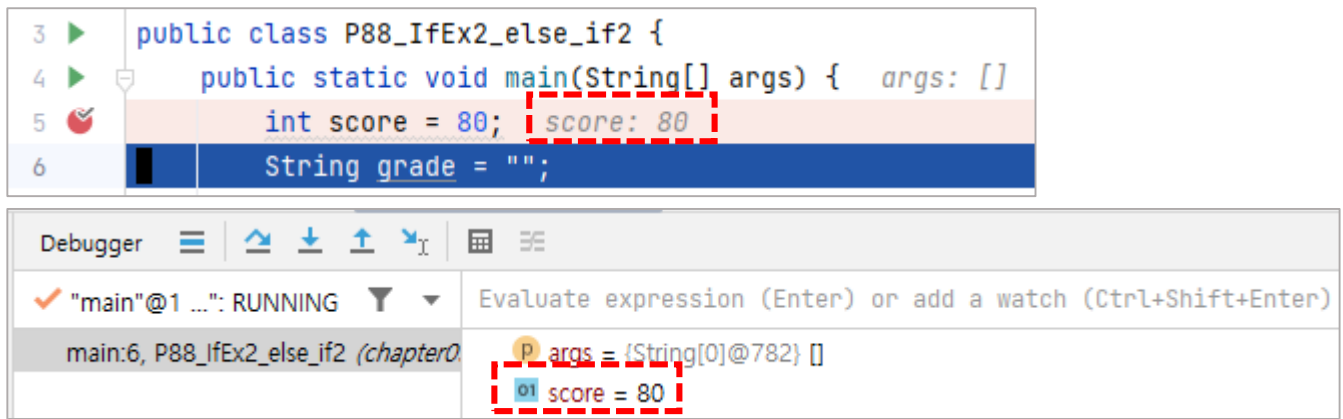 3 public class P88_IfEx2_else_if2 {
4 public static void main(String[] args) { args: []
5 int score = 80; score: 80
6 String grade = "";
Debugger
"main"@1 ...": RUNNING Evaluate expression (Enter) or add a watch (Ctrl+Shift+Enter)
main:6, P88_IfEx2_else_if2 (chapter0. p args = {String[0]@782} []
01 score = 80